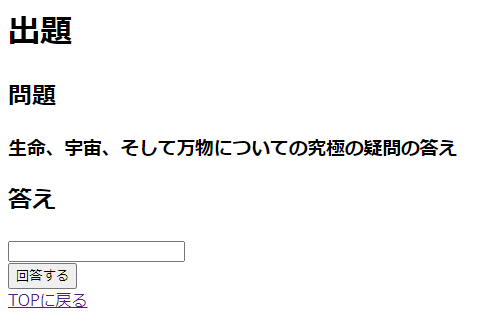 出題
問題
生命、宇宙、そして万物についての究極の疑問の答え
答え
回答する
TOPに戻る